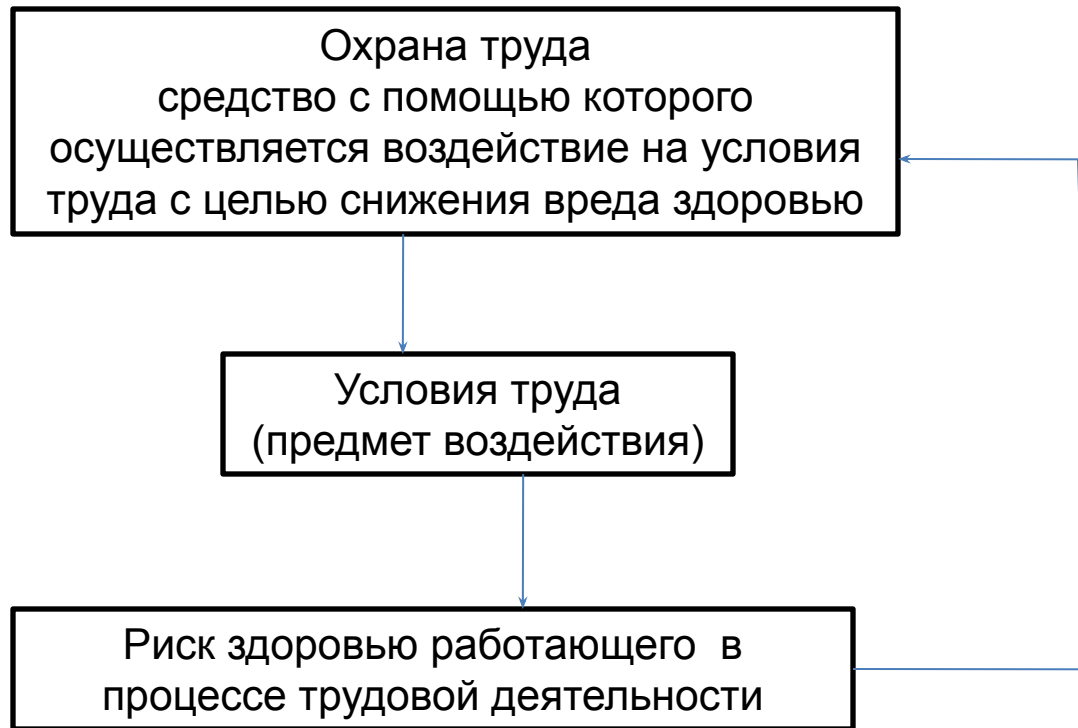 Охрана труда
средство с помощью которого
осуществляется воздействие на условия
труда с целью снижения вреда здоровью
Условия труда
(предмет воздействия)
Риск здоровью работающего в
процессе трудовой деятельности